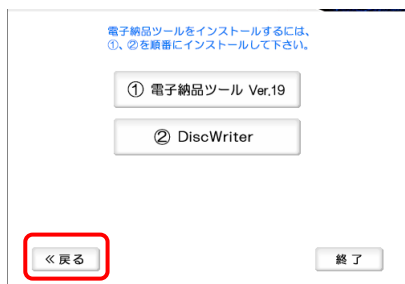 電子納品ツールをインストールするには、
①、②を順番にインストールして下さい。
① 電子納品ツール Ver.19
② DiscWriter
≪戻る
終了